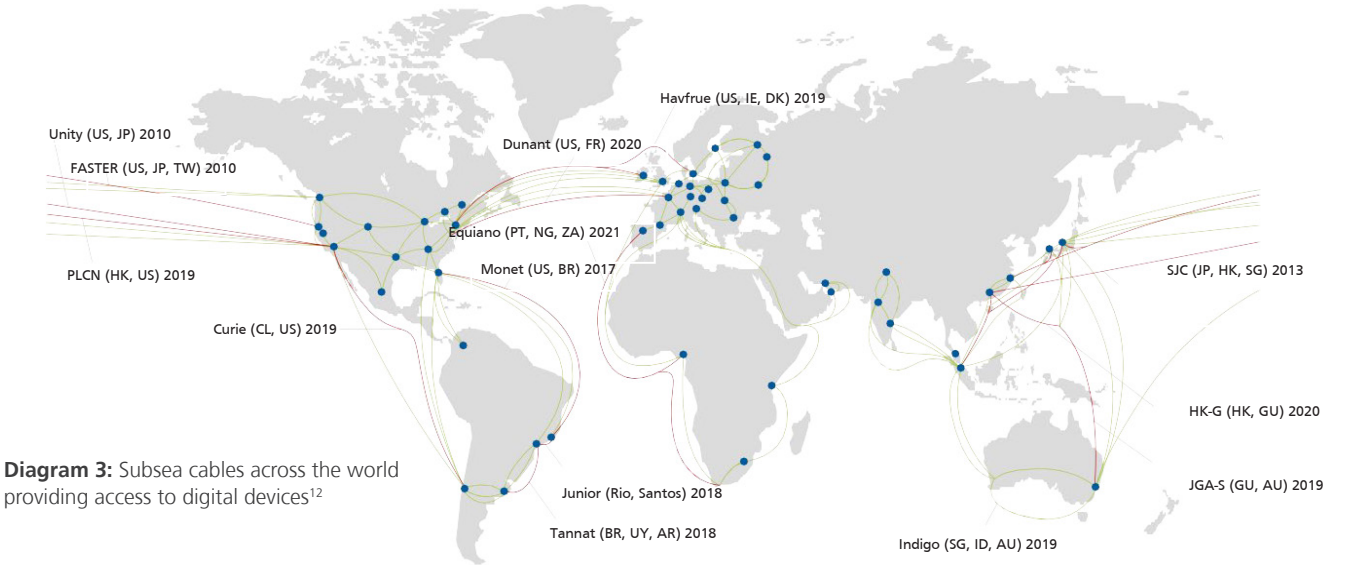 Havfrue (US, IE, DK) 2019
Unity (US, JP) 2010
Dunant (US, FR) 2020
FASTER (US, JP, TW) 2010
Equiano (PT, NG, ZA) 2021
Monet (US, BR) 2017
PLCN (HK, US) 2019
SJC (JP, HK, SG) 2013
Curie (CL, US) 2019
HK-G (HK, GU) 2020
Diagram 3: Subsea cables across the world
providing access to digital devices¹²
JGA-S (GU, AU) 2019
Junior (Rio, Santos) 2018
Tannat (BR, UY, AR) 2018
Indigo (SG, ID, AU) 2019